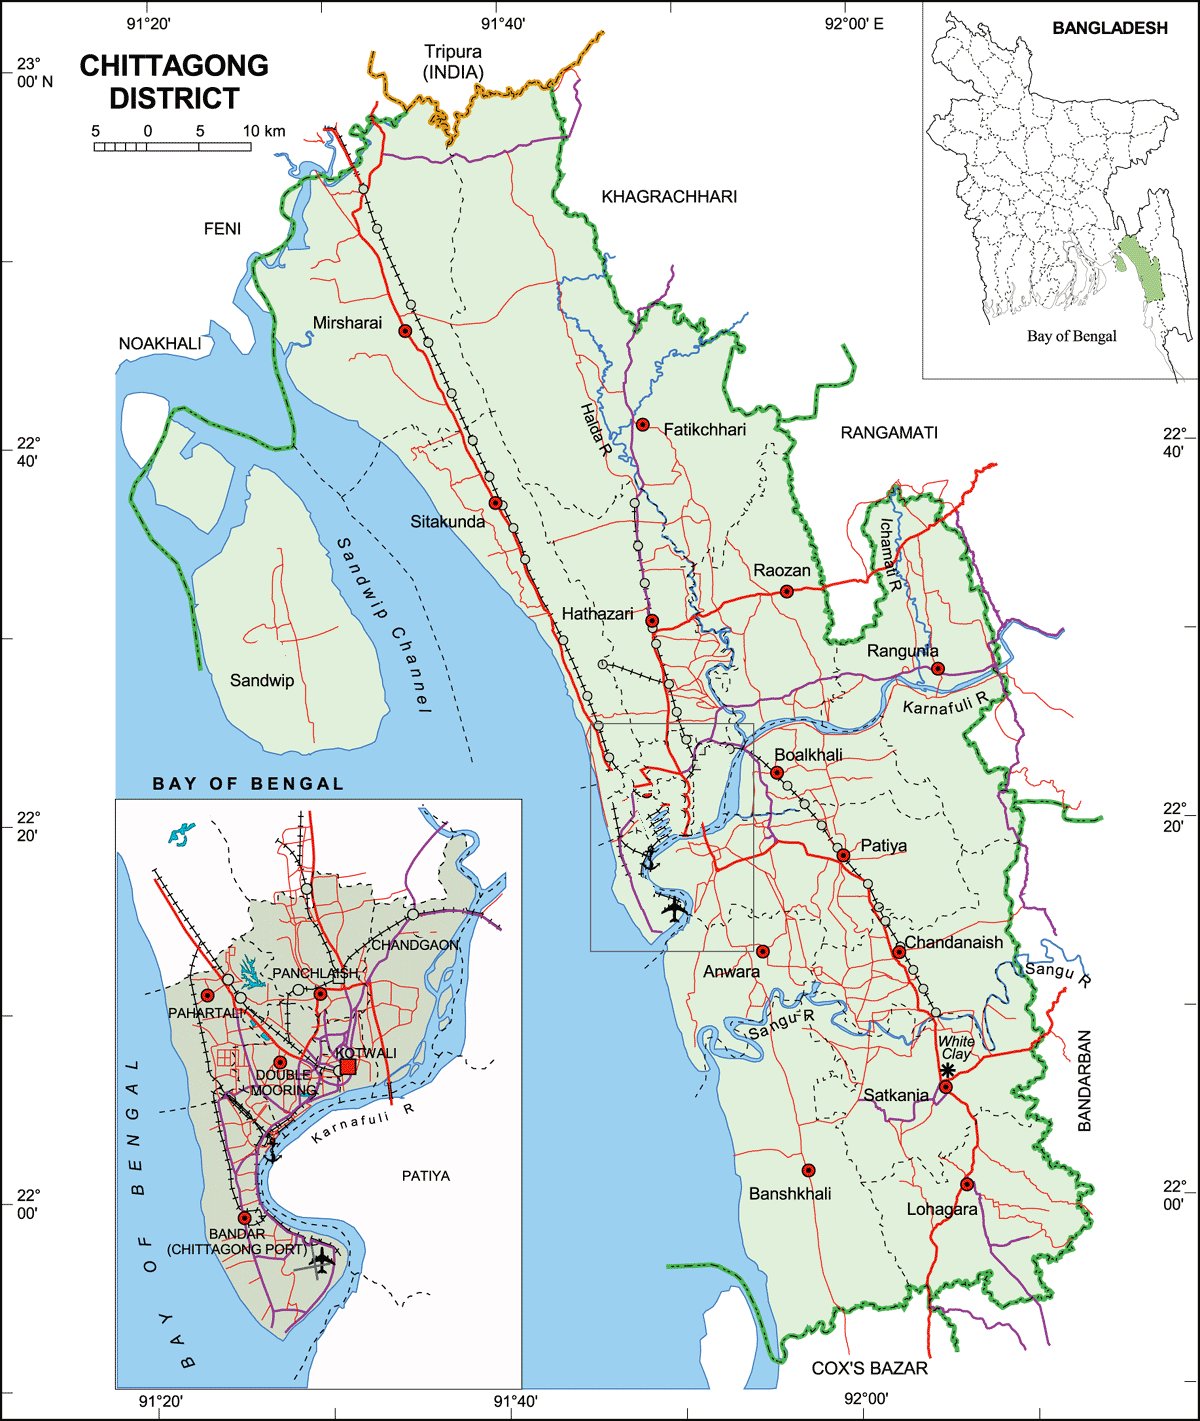 91°20'
91°40'
92°00' E
BANGLADESH
CHITTAGONG
DISTRICT
5 0 5 10 km
Tripura
(INDIA)
23°
00' N
KHAGRACHHARI
FENI
Mirsharai
NOAKHALI
Bay of Bengal
Halda R
Fatikchhari
RANGAMATI
22°
40'
22°
40'
Sitakunda
Ichamati R
Sandwip Channel
Raozan
Hathazari
Rangunia
Sandwip
Karnafuli R
Boalkhali
BAY OF BENGAL
22°
20'
22°
20'
Patiya
CHANDGAON
Chandanaish
PANCHLAISH
Anwara
Sangu R
PAHARTALI
Sangu R
KOTWALI
White
Clay
DOUBLE
MOORING
Satkania
BANDARBAN
Karnafuli R
BAY OF BENGAL
PATIYA
Banshkhali
22°
00'
22°
00'
Lohagara
BANDAR
(CHITTAGONG PORT)
COX'S BAZAR
91°20'
91°40'
92°00'